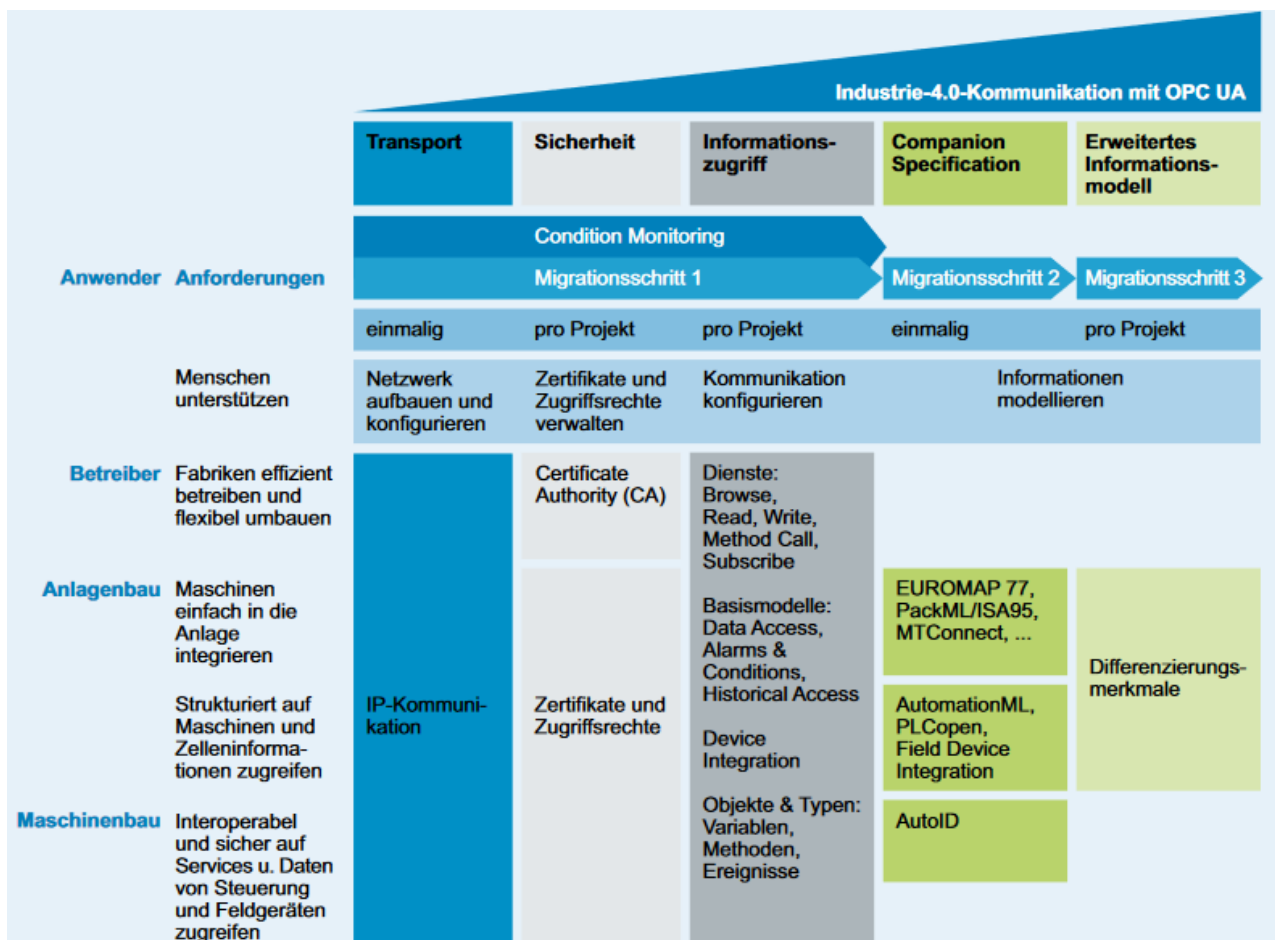 Industrie-4.0-Kommunikation mit OPC UA
Transport
Sicherheit
Informations-
zugriff
Companion
Specification
Erweitertes
Informations-
modell
Condition Monitoring
Anwender
Anforderungen
Migrationsschritt 1
Migrationsschritt 2
Migrationsschritt 3
einmalig
pro Projekt
pro Projekt
einmalig
pro Projekt
Menschen
unterstützen
Netzwerk
aufbauen und
konfigurieren
Zertifikate und
Zugriffsrechte
verwalten
Kommunikation
konfigurieren
Informationen
modellieren
Betreiber
Fabriken effizient
betreiben und
flexibel umbauen
Certificate
Authority (CA)
Dienste:
Browse,
Read, Write,
Method Call,
Subscribe
Basismodelle:
Data Access,
Alarms &
Conditions,
Historical Access
Device
Integration
Objekte & Typen:
Variablen,
Methoden,
Ereignisse
Anlagenbau
Maschinen
einfach in die
Anlage
integrieren
EUROMAP 77,
PackML/ISA95,
MTConnect, ...
Differenzierungs-
merkmale
Strukturiert auf
Maschinen und
Zelleninforma-
tionen zugreifen
IP-Kommuni-
kation
Zertifikate und
Zugriffsrechte
AutomationML,
PLCopen,
Field Device
Integration
Maschinenbau
Interoperabel
und sicher auf
Services u. Daten
von Steuerung
und Feldgeräten
zugreifen
AutoID